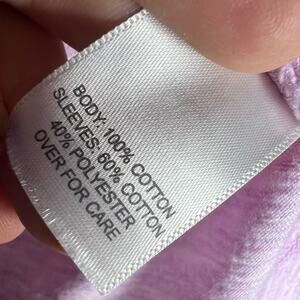 BODY: 100% COTTON
SLEEVES: 60% COTTON
40% POLYESTER
OVER FOR CARE